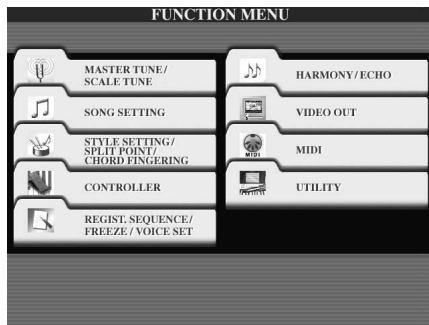 FUNCTION MENU
MASTER TUNE /
SCALE TUNE
SONG SETTING
STYLE SETTING /
SPLIT POINT /
CHORD FINGERING
CONTROLLER
REGIST. SEQUENCE /
FREEZE / VOICE SET
HARMONY / ECHO
VIDEO OUT
MIDI
MIDI
UTILITY